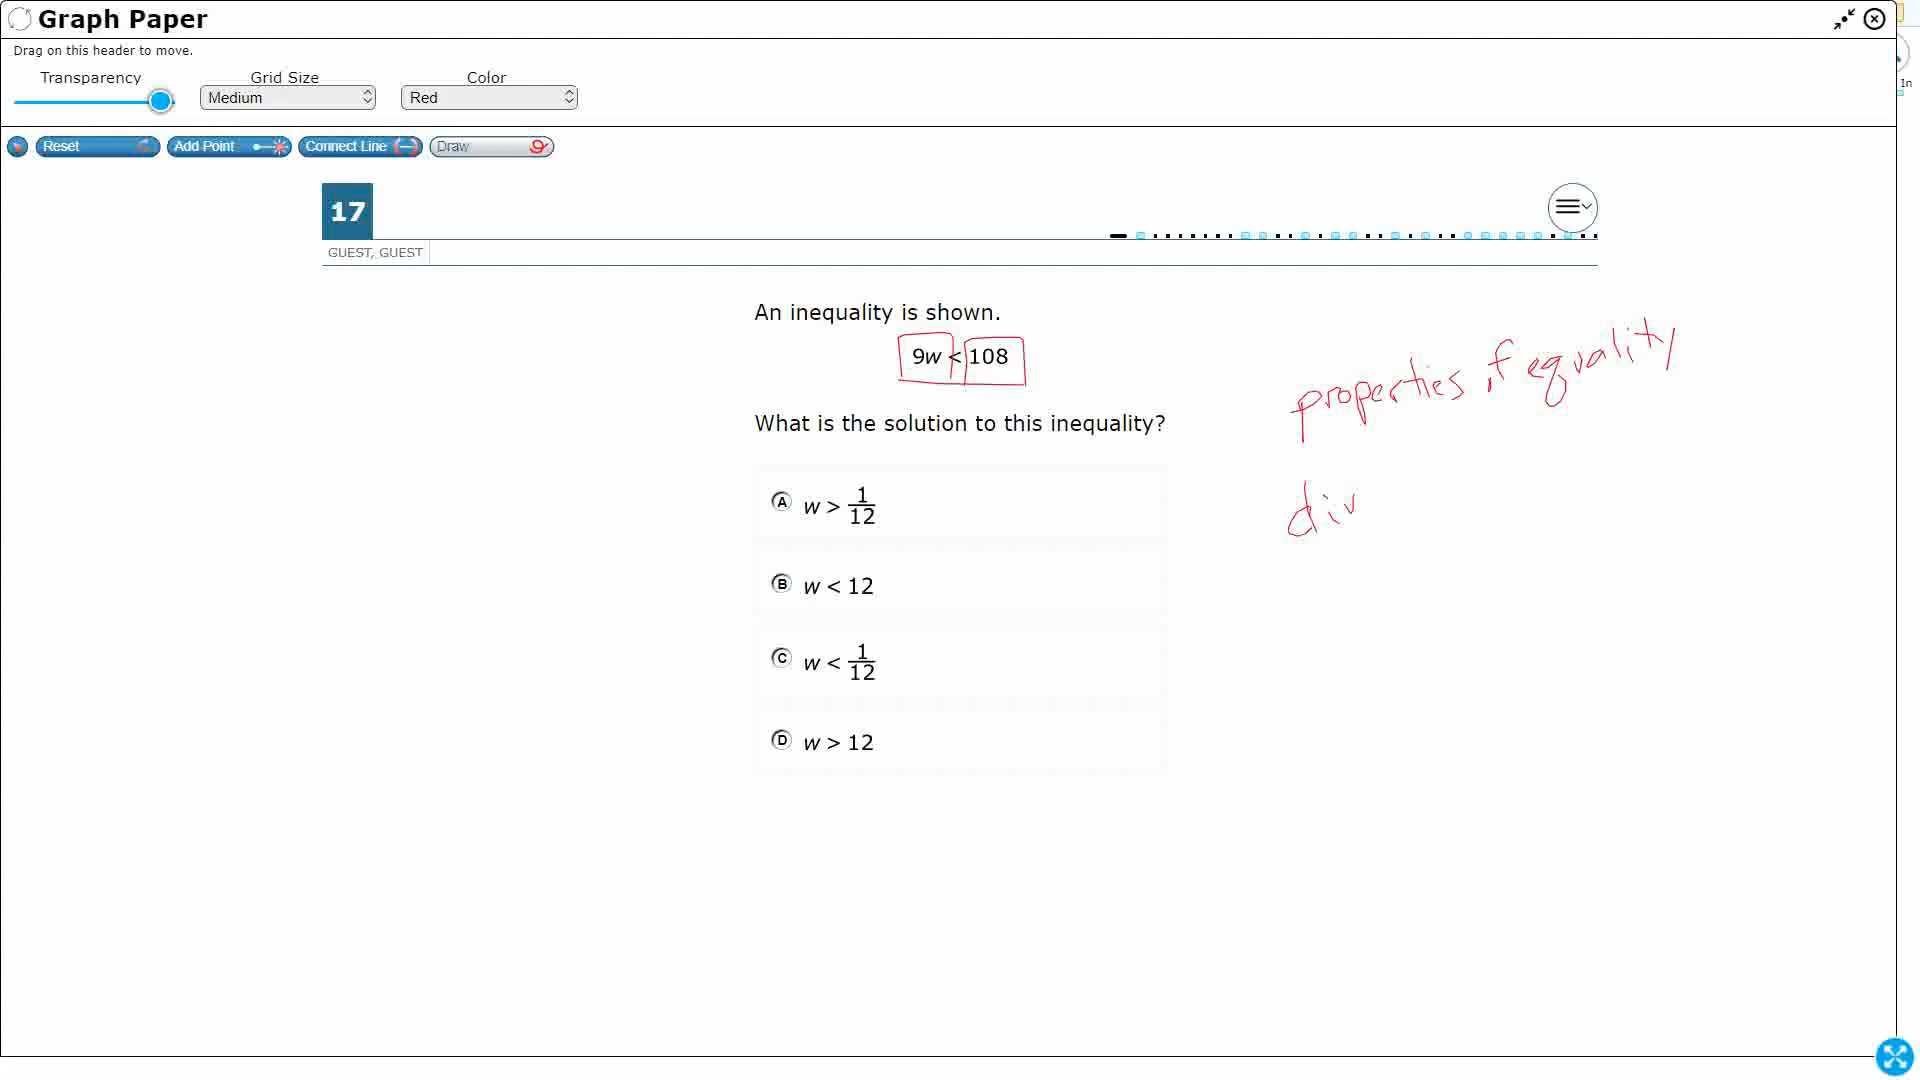 Graph Paper
Drag on this header to move.
Transparency
Grid Size
Color
Medium
Red
Reset
Add Point
Connect Line
Draw
In
17
GUEST, GUEST
An inequality is shown.
9w < 108
What is the solution to this inequality?
A w > 1/12
B w < 12
C w < 1/12
D w > 12
properties of equality
div